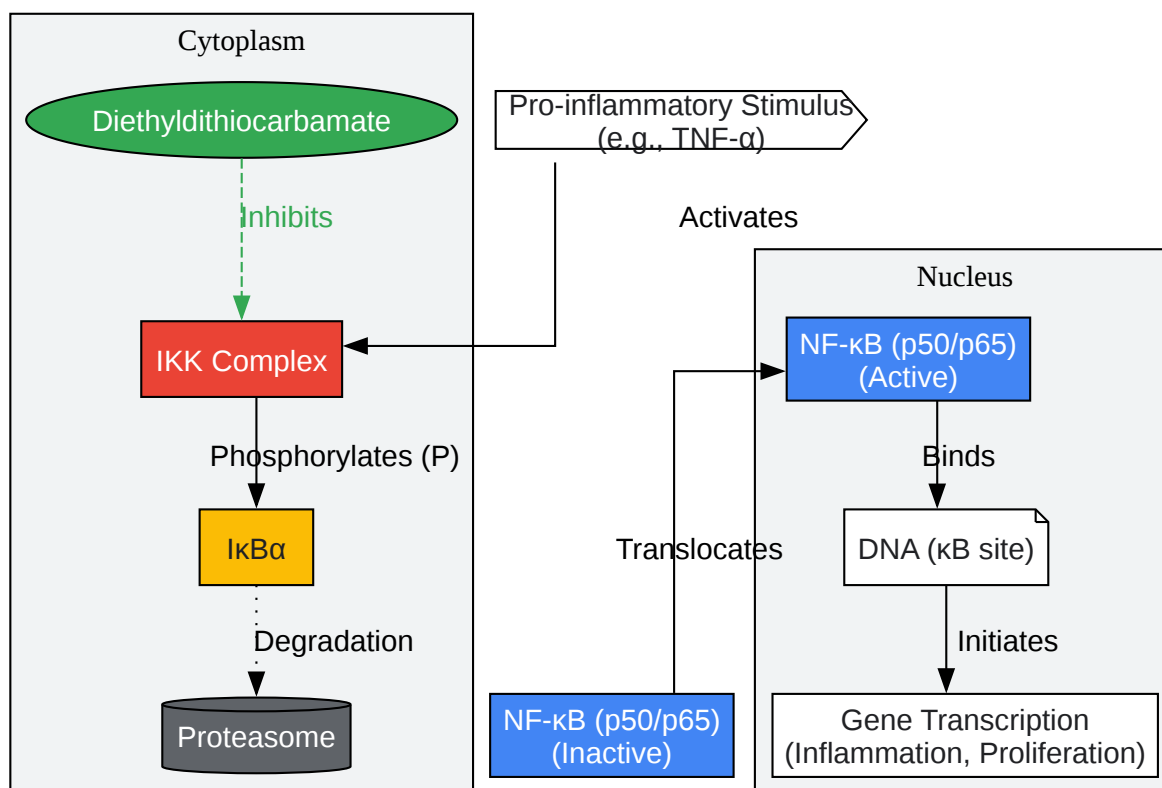 Cytoplasm
Diethyldithiocarbamate
Pro-inflammatory Stimulus
(e.g., TNF-α)
Inhibits
Activates
Nucleus
IKK Complex
NF-κB (p50/p65)
(Active)
Phosphorylates (P)
Binds
IκBα
Translocates
DNA (κB site)
Degradation
Initiates
Proteasome
NF-κB (p50/p65)
(Inactive)
Gene Transcription
(Inflammation, Proliferation)